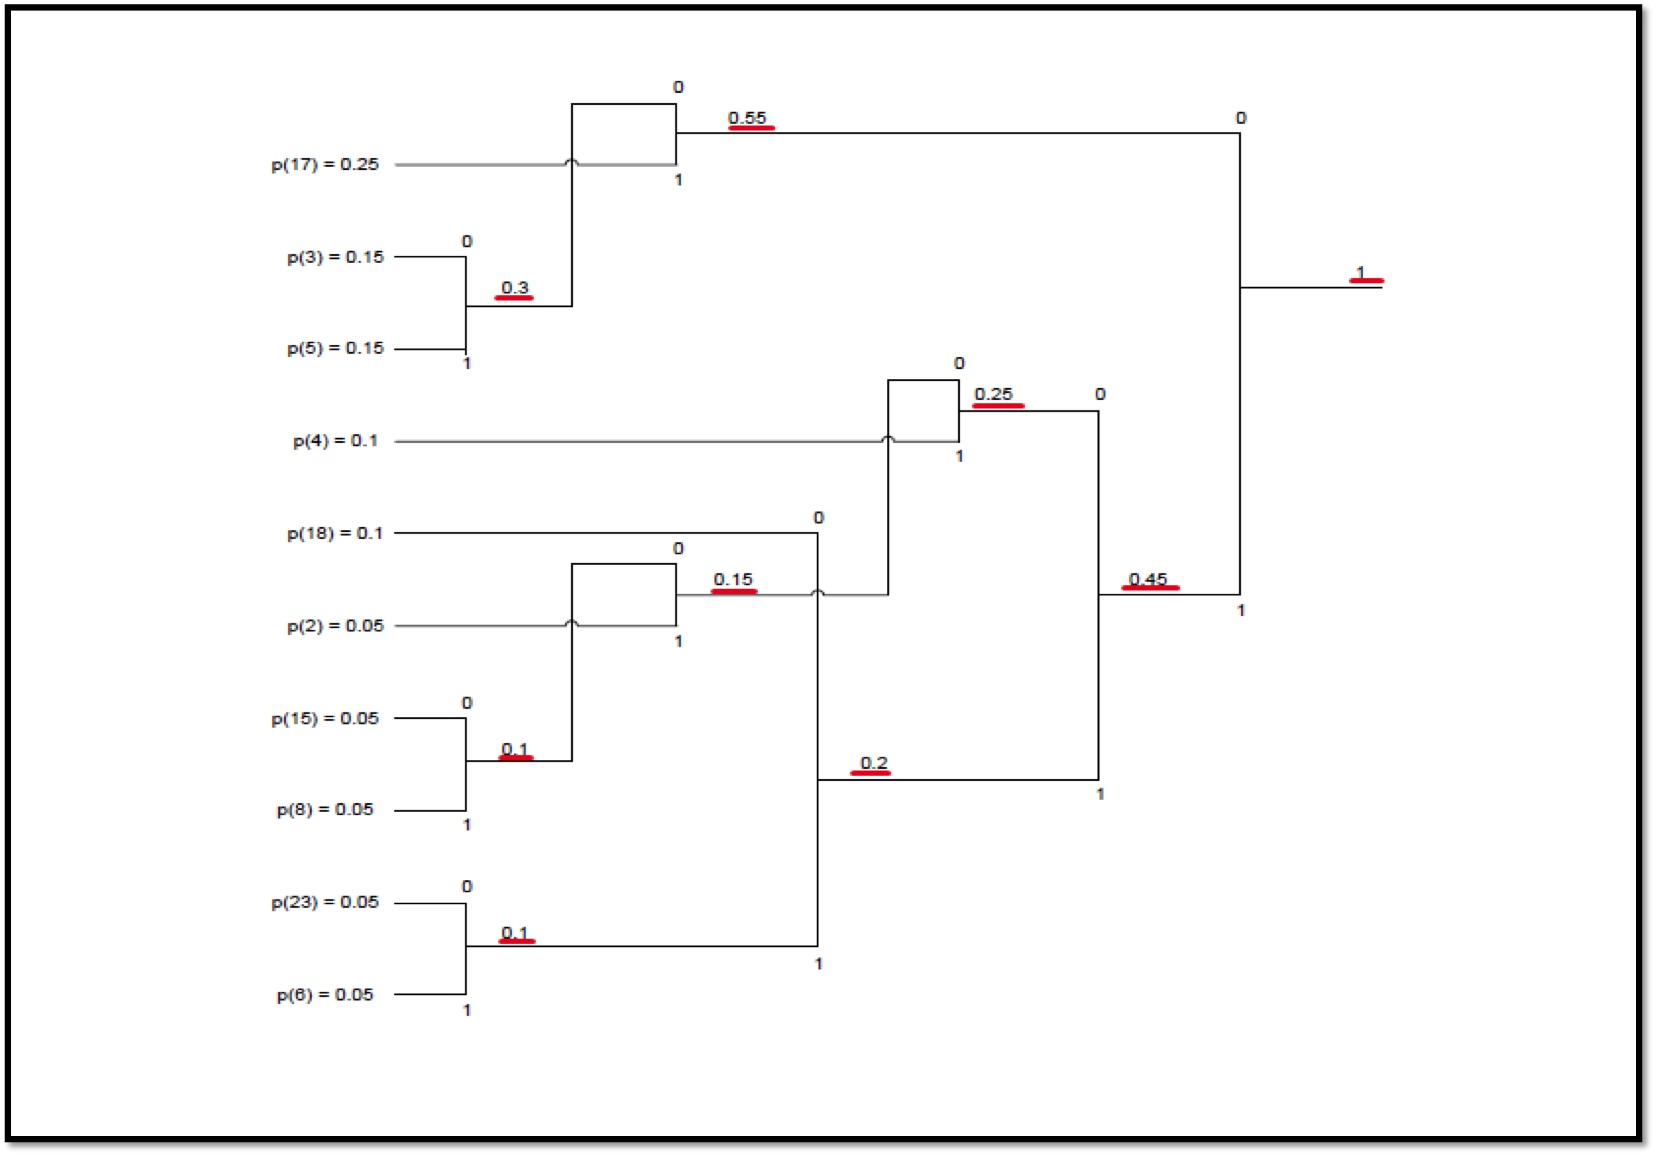 0
0.55
0
p(17) = 0.25
1
0
p(3) = 0.15
1
0.3
p(5) = 0.15
1
0
0.25
0
p(4) = 0.1
1
0
p(18) = 0.1
0
0.15
0.45
1
p(2) = 0.05
1
0
p(15) = 0.05
0.1
0.2
1
p(8) = 0.05
1
0
p(23) = 0.05
0.1
1
p(6) = 0.05
1